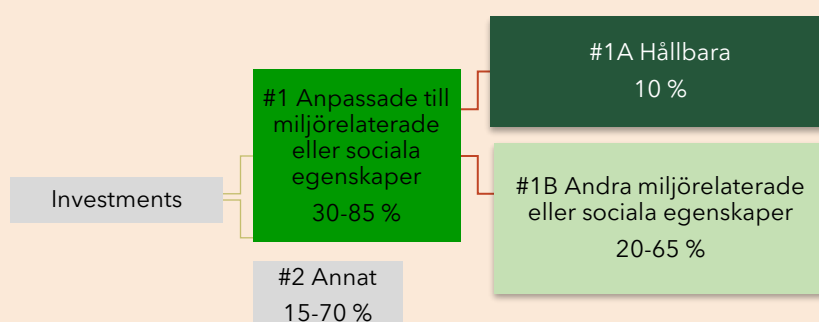 Investments
#1 Anpassade till
miljörelaterade
eller sociala
egenskaper
30-85 %
#2 Annat
15-70 %
#1A Hållbara
10 %
#1B Andra miljörelaterade
eller sociala egenskaper
20-65 %